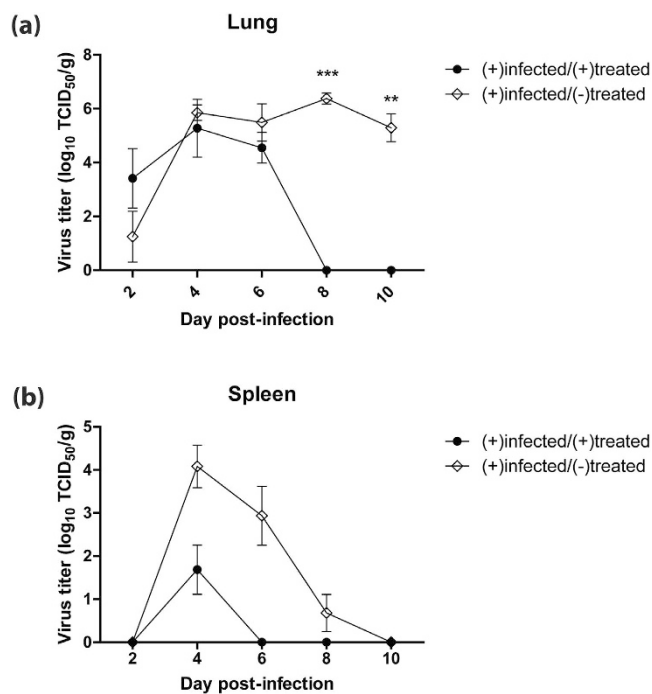 (a)
Lung
Virus titer (log₁₀ TCID₅₀/g)
8
6
4
2
0
***
**
2
4
6
8
10
Day post-infection
(+)infected/(+)treated
(+)infected/(-)treated
(b)
Spleen
Virus titer (log₁₀ TCID₅₀/g)
5
4
3
2
1
0
2
4
6
8
10
Day post-infection
(+)infected/(+)treated
(+)infected/(-)treated